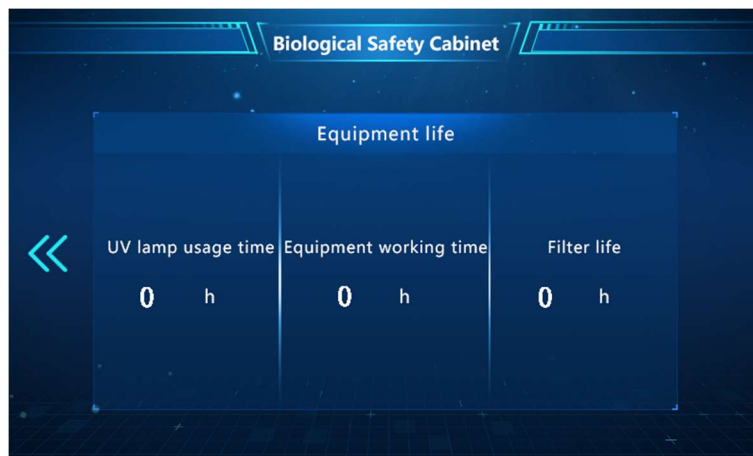 Biological Safety Cabinet
Equipment life
UV lamp usage time
0 h
Equipment working time
0 h
Filter life
0 h